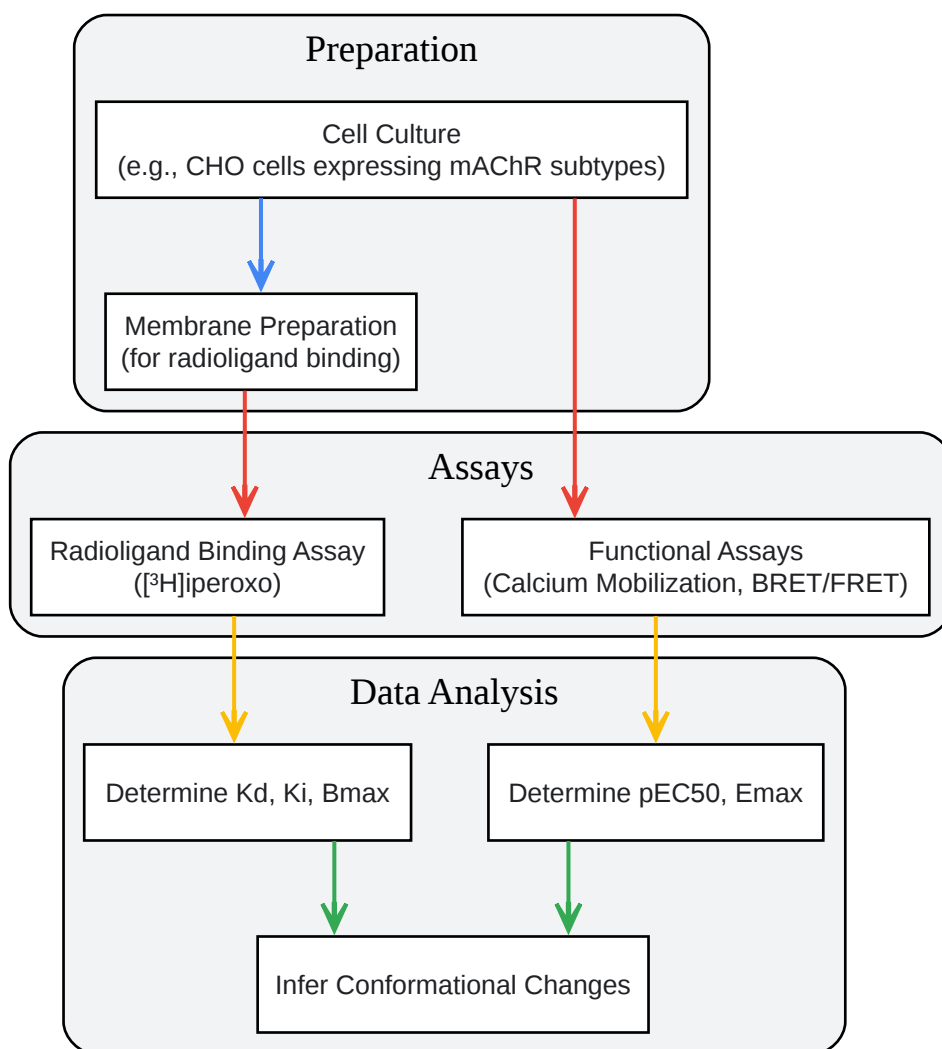 Preparation
Cell Culture
(e.g., CHO cells expressing mAChR subtypes)
Membrane Preparation
(for radioligand binding)
Assays
Radioligand Binding Assay
([³H]iperoxo)
Functional Assays
(Calcium Mobilization, BRET/FRET)
Data Analysis
Determine Kd, Ki, Bmax
Determine pEC50, Emax
Infer Conformational Changes